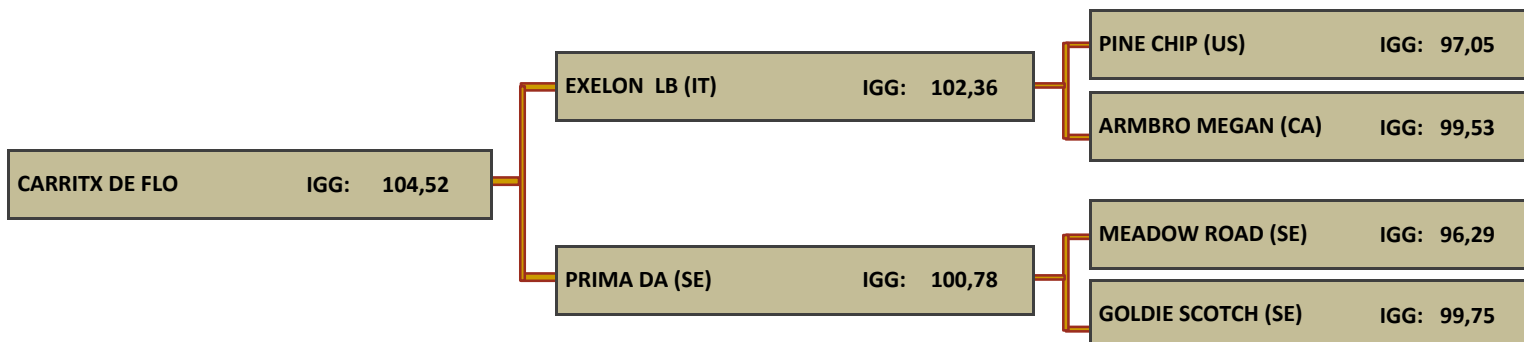 PINE CHIP (US) IGG: 97,05
EXELON LB (IT) IGG: 102,36
ARMBRO MEGAN (CA) IGG: 99,53
CARRITX DE FLO IGG: 104,52
MEADOW ROAD (SE) IGG: 96,29
PRIMA DA (SE) IGG: 100,78
GOLDIE SCOTCH (SE) IGG: 99,75